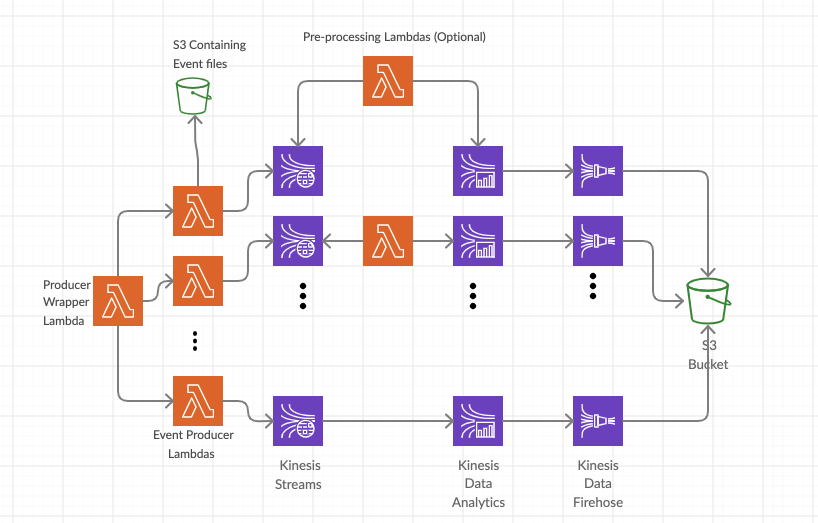 S3 Containing
Event files
Pre-processing Lambdas (Optional)
Producer
Wrapper
Lambda
S3
Bucket
Event Producer
Lambdas
Kinesis
Streams
Kinesis
Data
Analytics
Kinesis
Data
Firehose